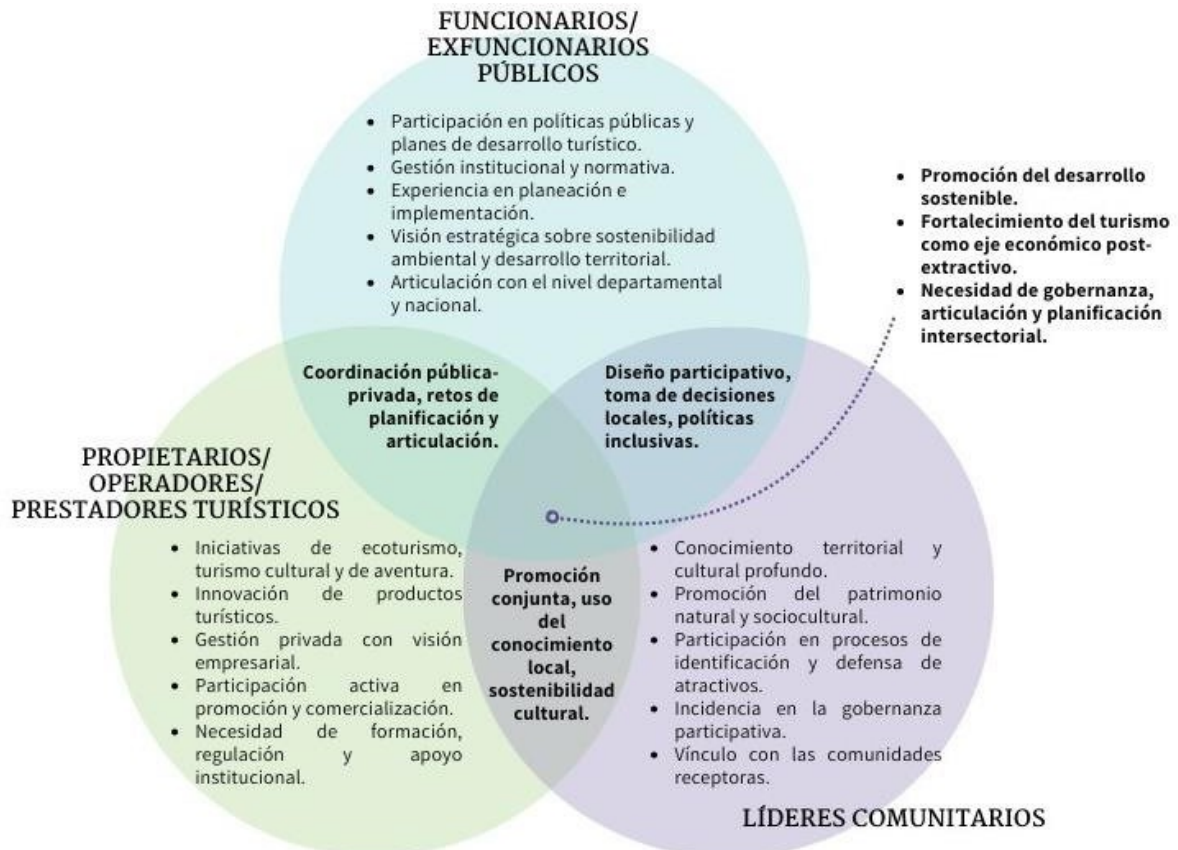 FUNCIONARIOS/
EXFUNCIONARIOS
PÚBLICOS
• Participación en políticas públicas y
planes de desarrollo turístico.
• Gestión institucional y normativa.
• Experiencia en planeación e
implementación.
• Visión estratégica sobre sostenibilidad
ambiental y desarrollo territorial.
• Articulación con el nivel departamental
y nacional.
• Promoción del desarrollo
sostenible.
• Fortalecimiento del turismo
como eje económico post-
extractivo.
• Necesidad de gobernanza,
articulación y planificación
intersectorial.
Coordinación pública-
privada, retos de
planificación y
articulación.
Diseño participativo,
toma de decisiones
locales, políticas
inclusivas.
PROPIETARIOS/
OPERADORES/
PRESTADORES TURÍSTICOS
• Iniciativas de ecoturismo,
turismo cultural y de aventura.
• Innovación de productos
turísticos.
• Gestión privada con visión
empresarial.
• Participación activa en
promoción y comercialización.
• Necesidad de formación,
regulación y apoyo
institucional.
Promoción
conjunta, uso
del
conocimiento
local,
sostenibilidad
cultural.
• Conocimiento territorial y
cultural profundo.
• Promoción del patrimonio
natural y sociocultural.
• Participación en procesos de
identificación y defensa de
atractivos.
• Incidencia en la gobernanza
participativa.
• Vínculo con las comunidades
receptoras.
LÍDERES COMUNITARIOS